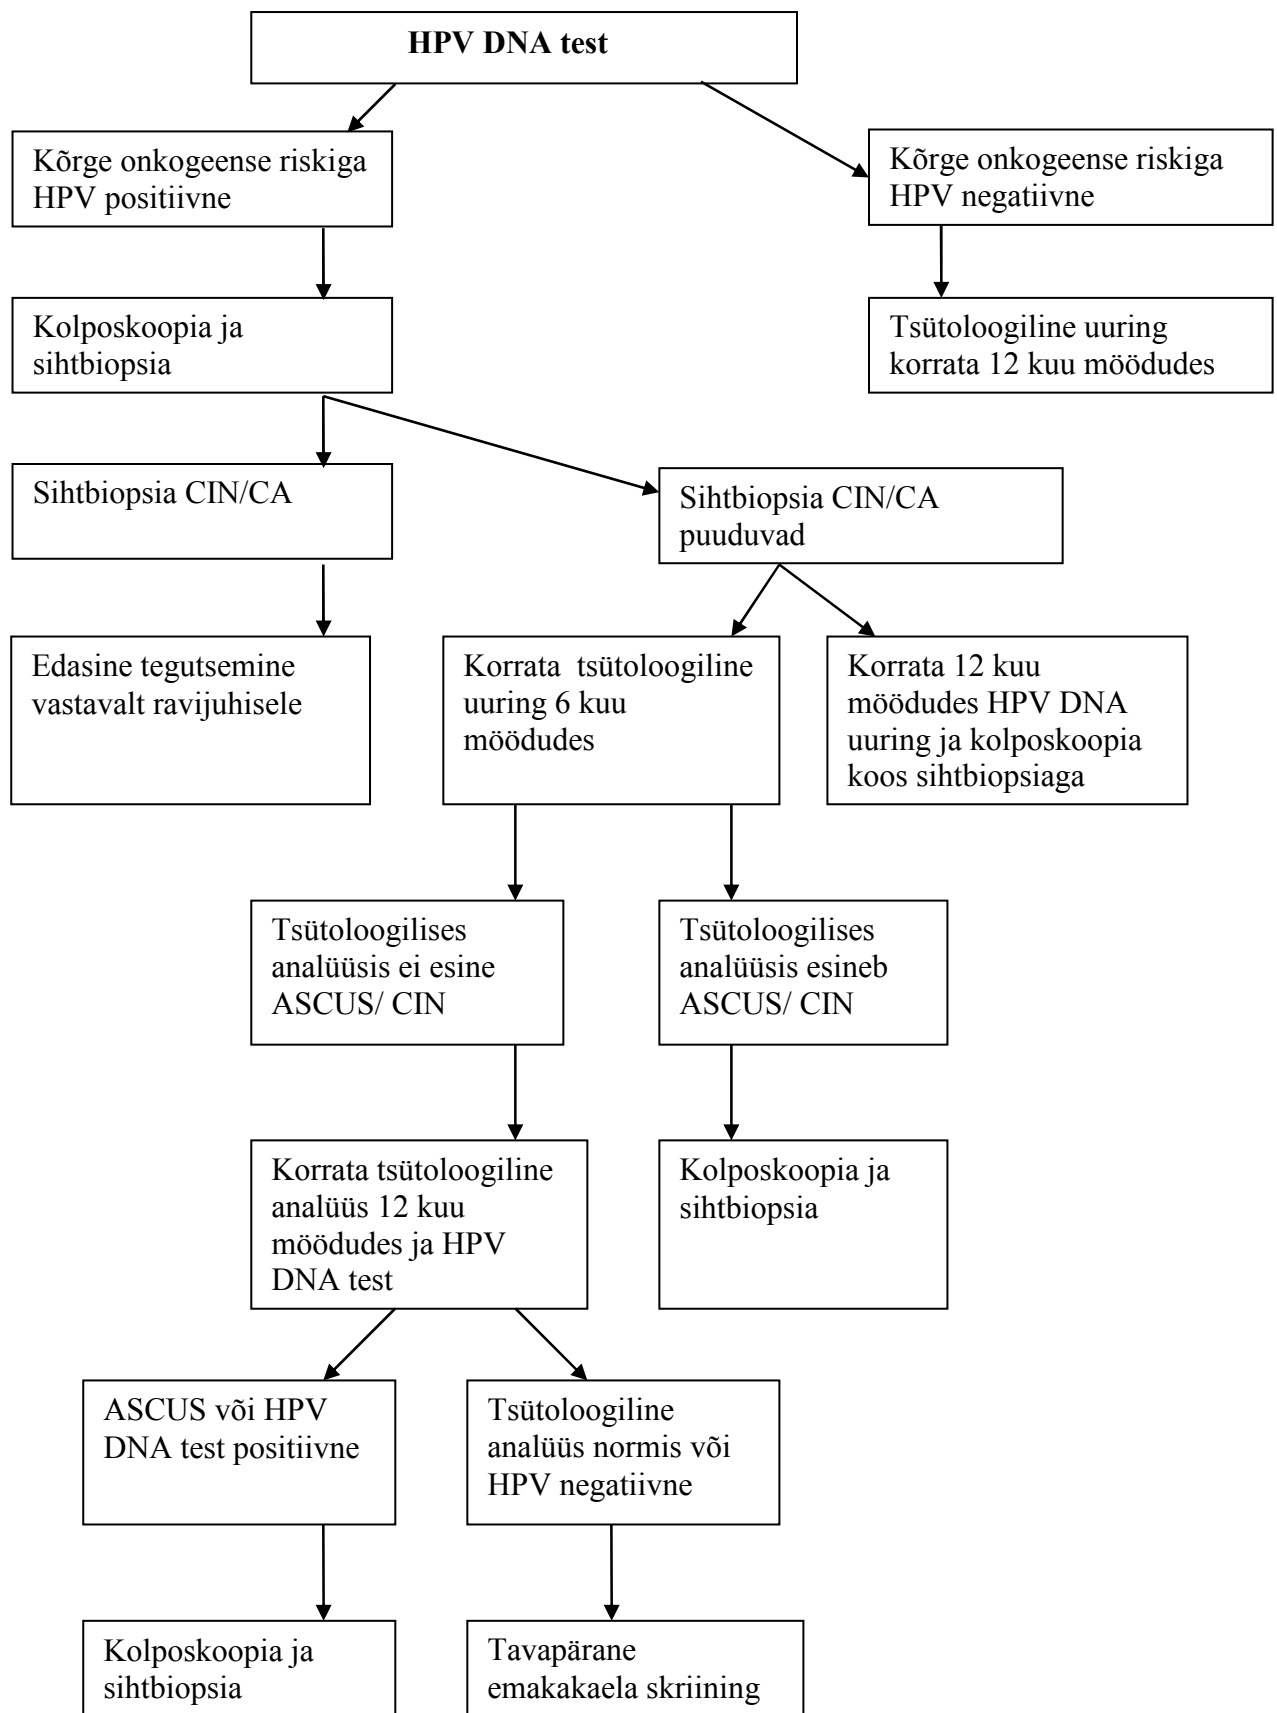 HPV DNA test
Kõrge onkogeense riskiga
HPV positiivne
Kõrge onkogeense riskiga
HPV negatiivne
Kolposkoopia ja
sihtbiopsia
Tsütoloogiline uuring
korrata 12 kuu möödudes
Sihtbiopsia CIN/CA
Sihtbiopsia CIN/CA
puuduvad
Edasine tegutsemine
vastavalt ravijuhisele
Korrata tsütoloogiline
uuring 6 kuu
möödudes
Korrata 12 kuu
möödudes HPV DNA
uuring ja kolposkoopia
koos sihtbiopsiaga
Tsütoloogilises
analüüsis ei esine
ASCUS/ CIN
Tsütoloogilises
analüüsis esineb
ASCUS/ CIN
Korrata tsütoloogiline
analüüs 12 kuu
möödudes ja HPV
DNA test
Kolposkoopia ja
sihtbiopsia
ASCUS või HPV
DNA test positiivne
Tsütoloogiline
analüüs normis või
HPV negatiivne
Kolposkoopia ja
sihtbiopsia
Tavapärane
emakakaela skriining